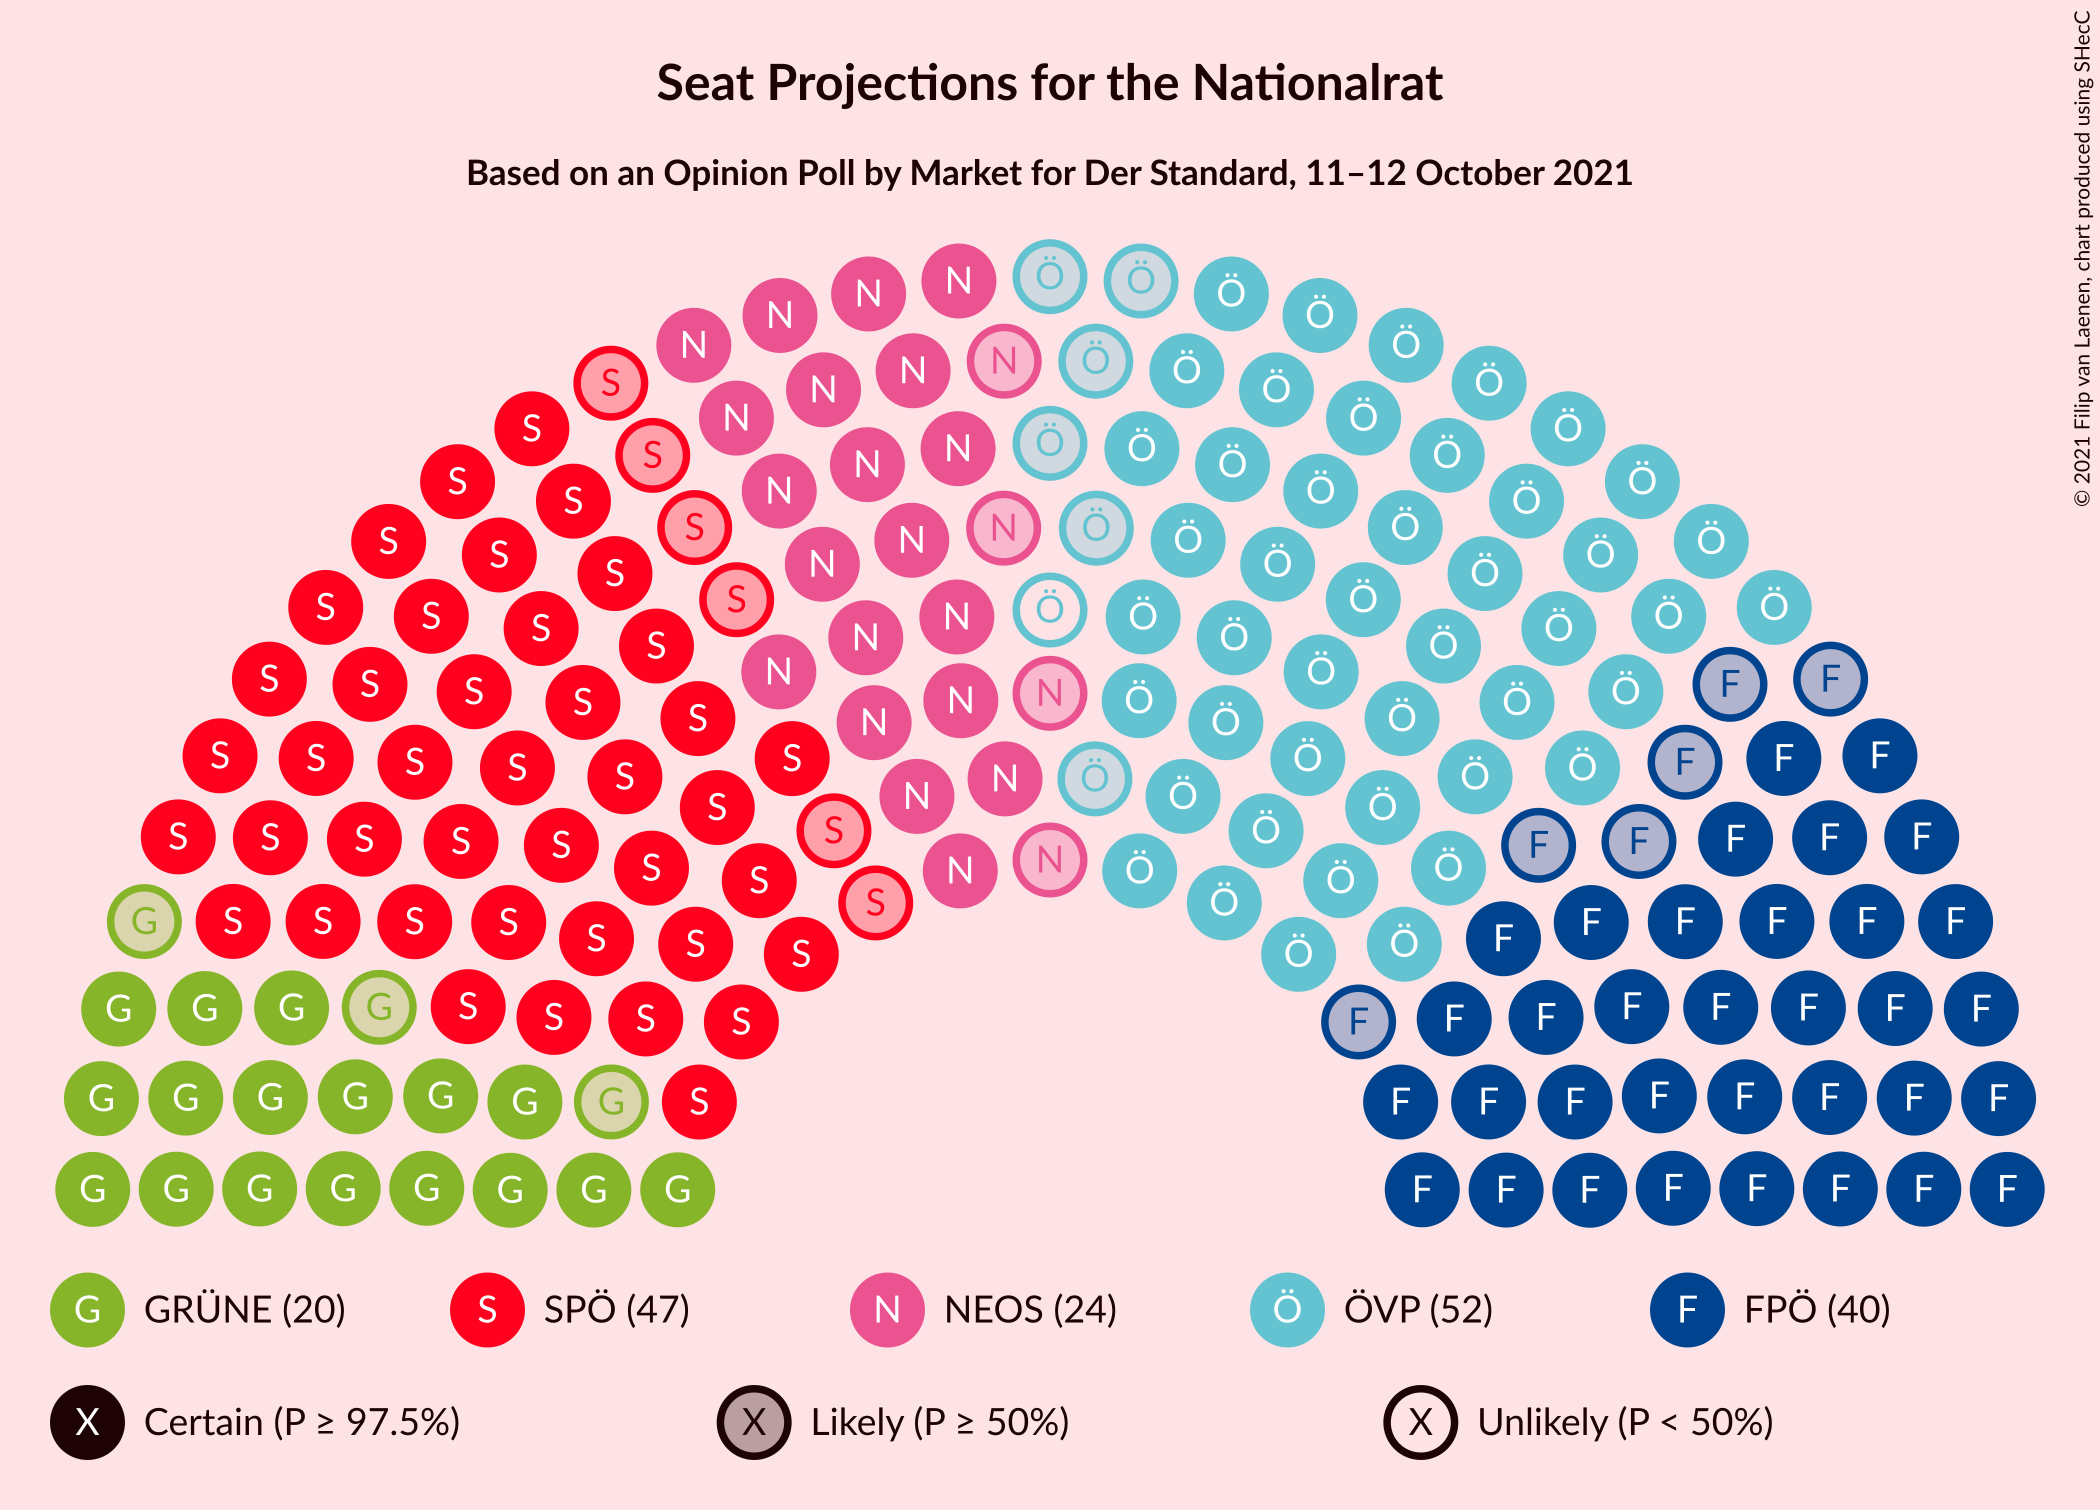 Seat Projections for the Nationalrat
Based on an Opinion Poll by Market for Der Standard, 11–12 October 2021
© 2021 Filip van Laenen, chart produced using SHecC
N N N N Ö Ö Ö Ö Ö
S N N N N Ö Ö Ö Ö Ö
S S N N N Ö Ö Ö Ö Ö Ö
S S S N N N Ö Ö Ö Ö Ö Ö
S S S S N N N Ö Ö Ö Ö Ö Ö Ö
S S S S N N N Ö Ö Ö Ö Ö Ö Ö
S S S S S N N N Ö Ö Ö Ö Ö Ö F F
S S S S S S N N Ö Ö Ö Ö Ö Ö F F F
S S S S S S S S N N Ö Ö Ö Ö Ö F F F F F
G S S S S S S S S Ö Ö Ö F F F F F F
G G G G S S S S F F F F F F F F
G G G G G G G S F F F F F F F F
G G G G G G G G F F F F F F F F
G GRÜNE (20) S SPÖ (47) N NEOS (24) Ö ÖVP (52) F FPÖ (40)
X Certain (P ≥ 97.5%) X Likely (P ≥ 50%) X Unlikely (P < 50%)